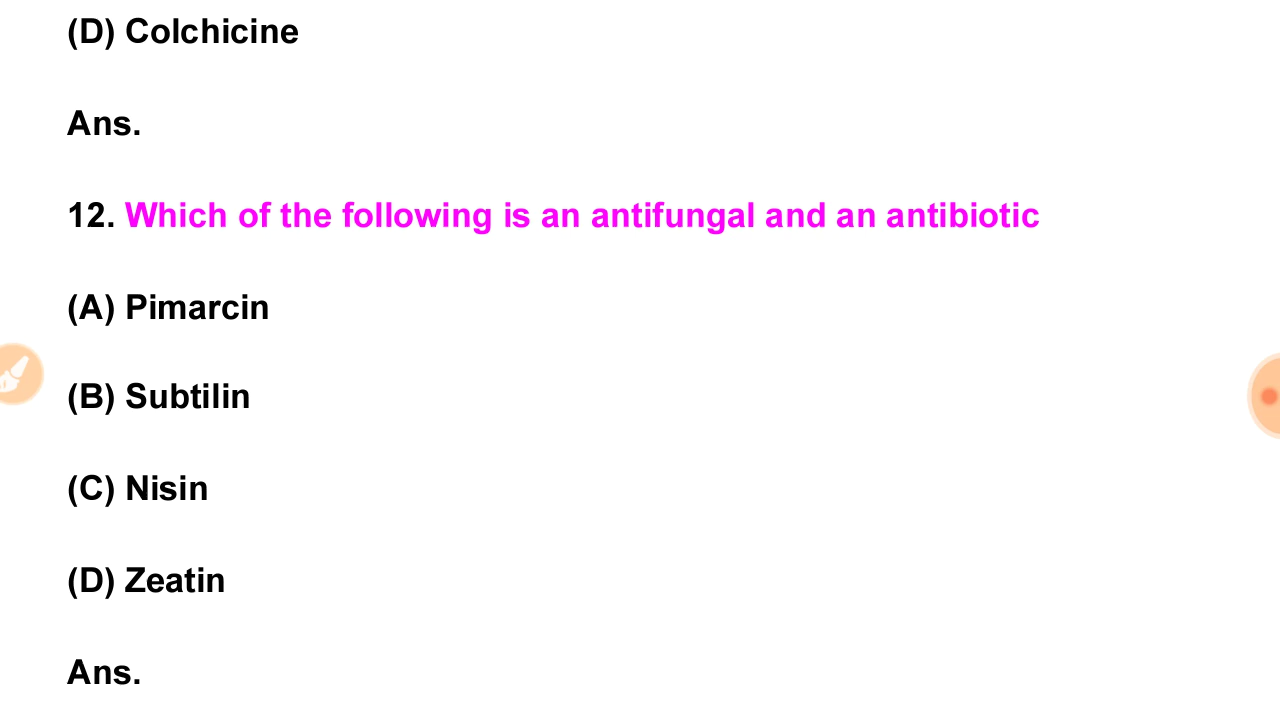 (D) Colchicine
Ans.
12. Which of the following is an antifungal and an antibiotic
(A) Pimarcin
(B) Subtilin
(C) Nisin
(D) Zeatin
Ans.